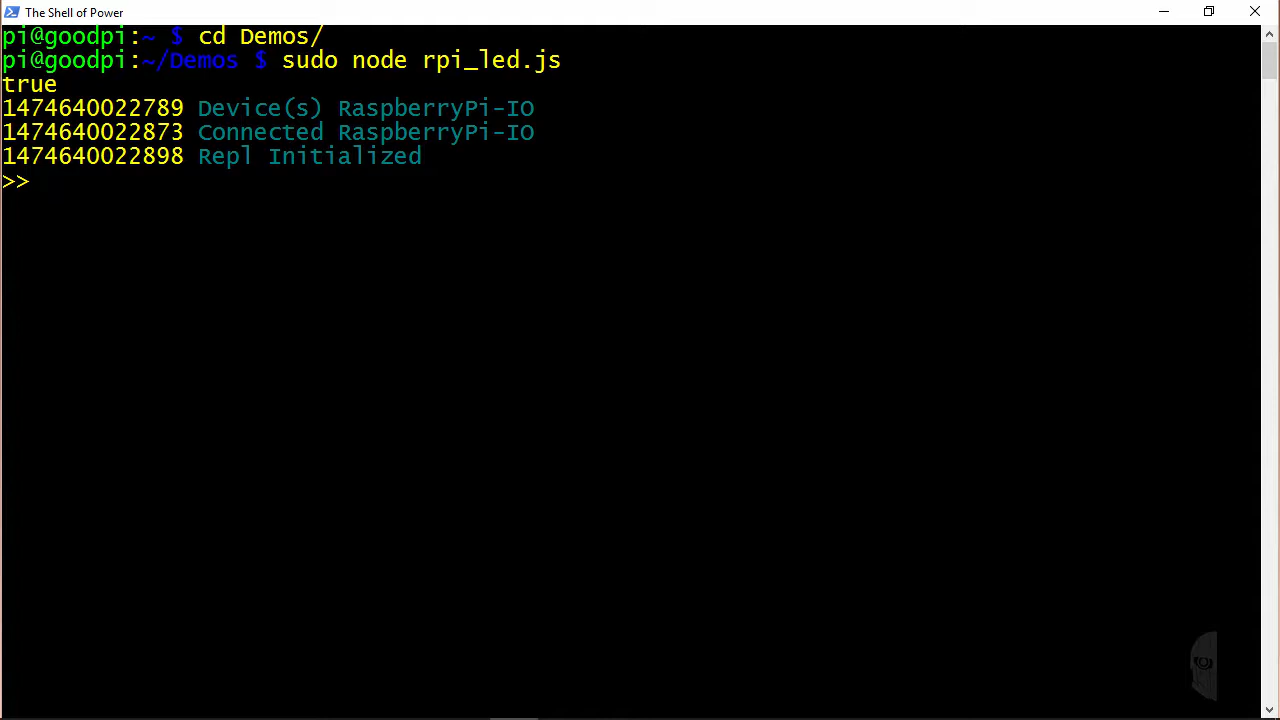 The Shell of Power
pi@goodpi:~ $ cd Demos/
pi@goodpi:~/Demos $ sudo node rpi_led.js
true
1474640022789 Device(s) RaspberryPi-IO
1474640022873 Connected RaspberryPi-IO
1474640022898 Repl Initialized
>>